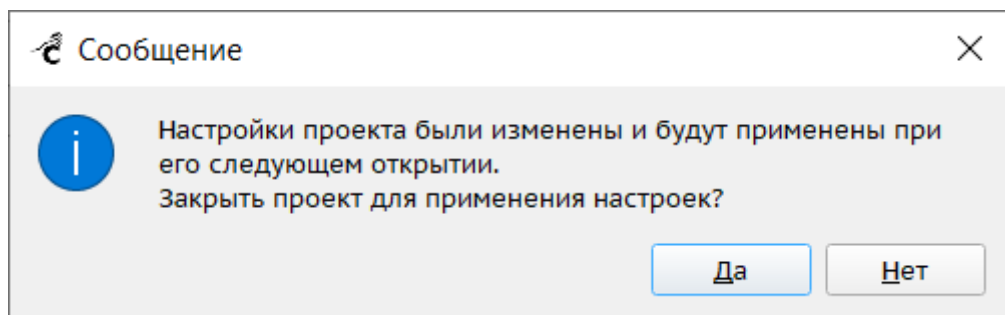 Сообщение
Настройки проекта были изменены и будут применены при
его следующем открытии.
Закрыть проект для применения настроек?
Да
Нет